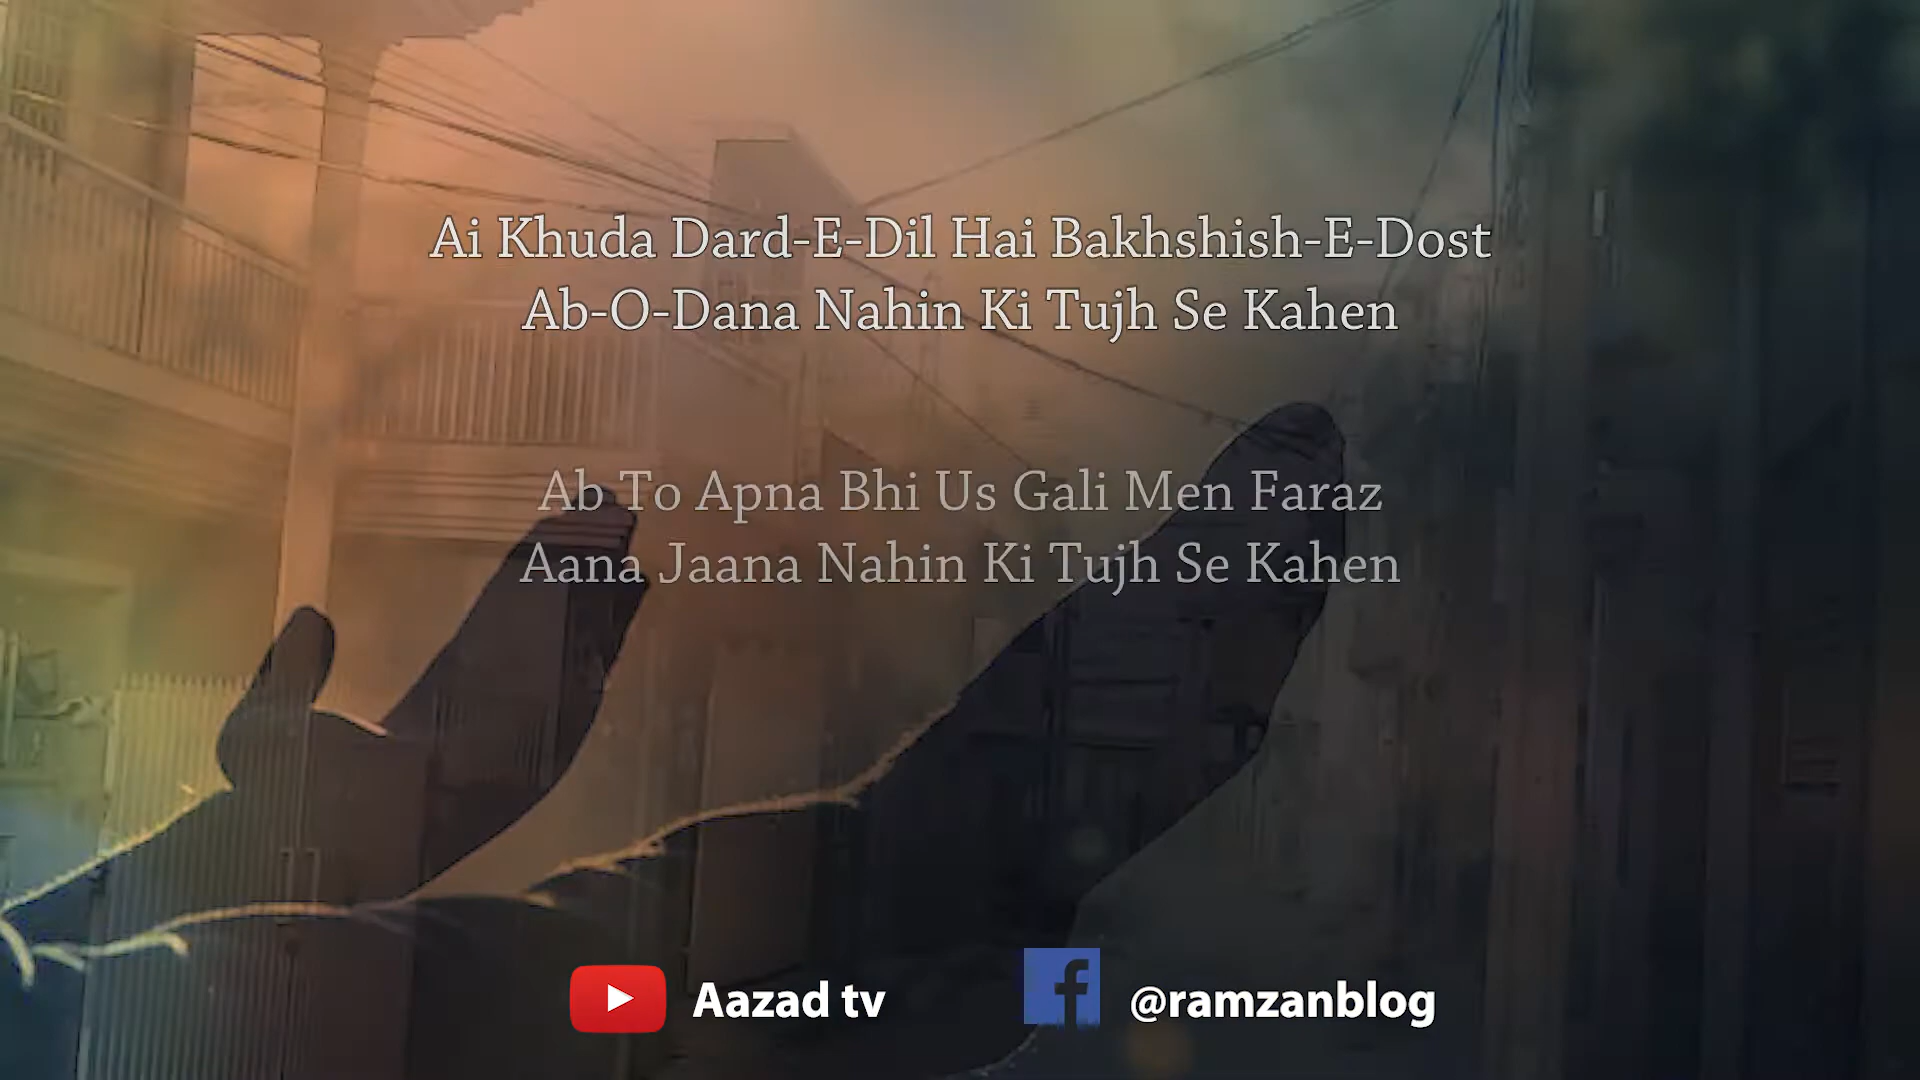 Ai Khuda Dard-E-Dil Hai Bakhshish-E-Dost
Ab-O-Dana Nahin Ki Tujh Se Kahen
Ab To Apna Bhi Us Gali Men Faraz
Aana Jaana Nahin Ki Tujh Se Kahen
Aazad tv
@ramzanblog